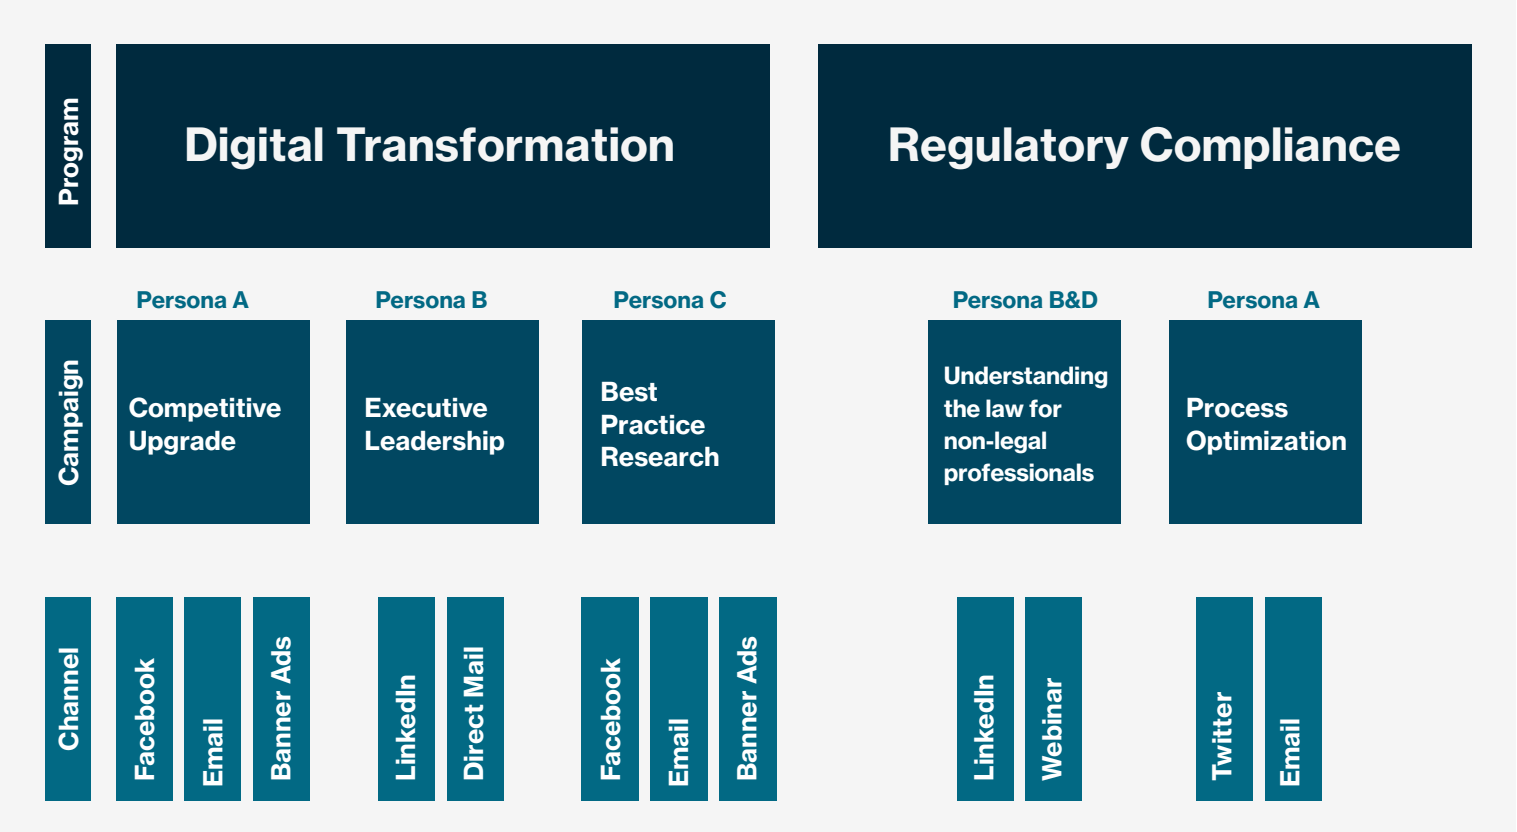 Program
Digital Transformation
Regulatory Compliance
Persona A
Persona B
Persona C
Persona B&D
Persona A
Campaign
Competitive
Upgrade
Executive
Leadership
Best
Practice
Research
Understanding
the law for
non-legal
professionals
Process
Optimization
Channel
Facebook
Email
Banner Ads
LinkedIn
Direct Mail
Facebook
Email
Banner Ads
LinkedIn
Webinar
Twitter
Email